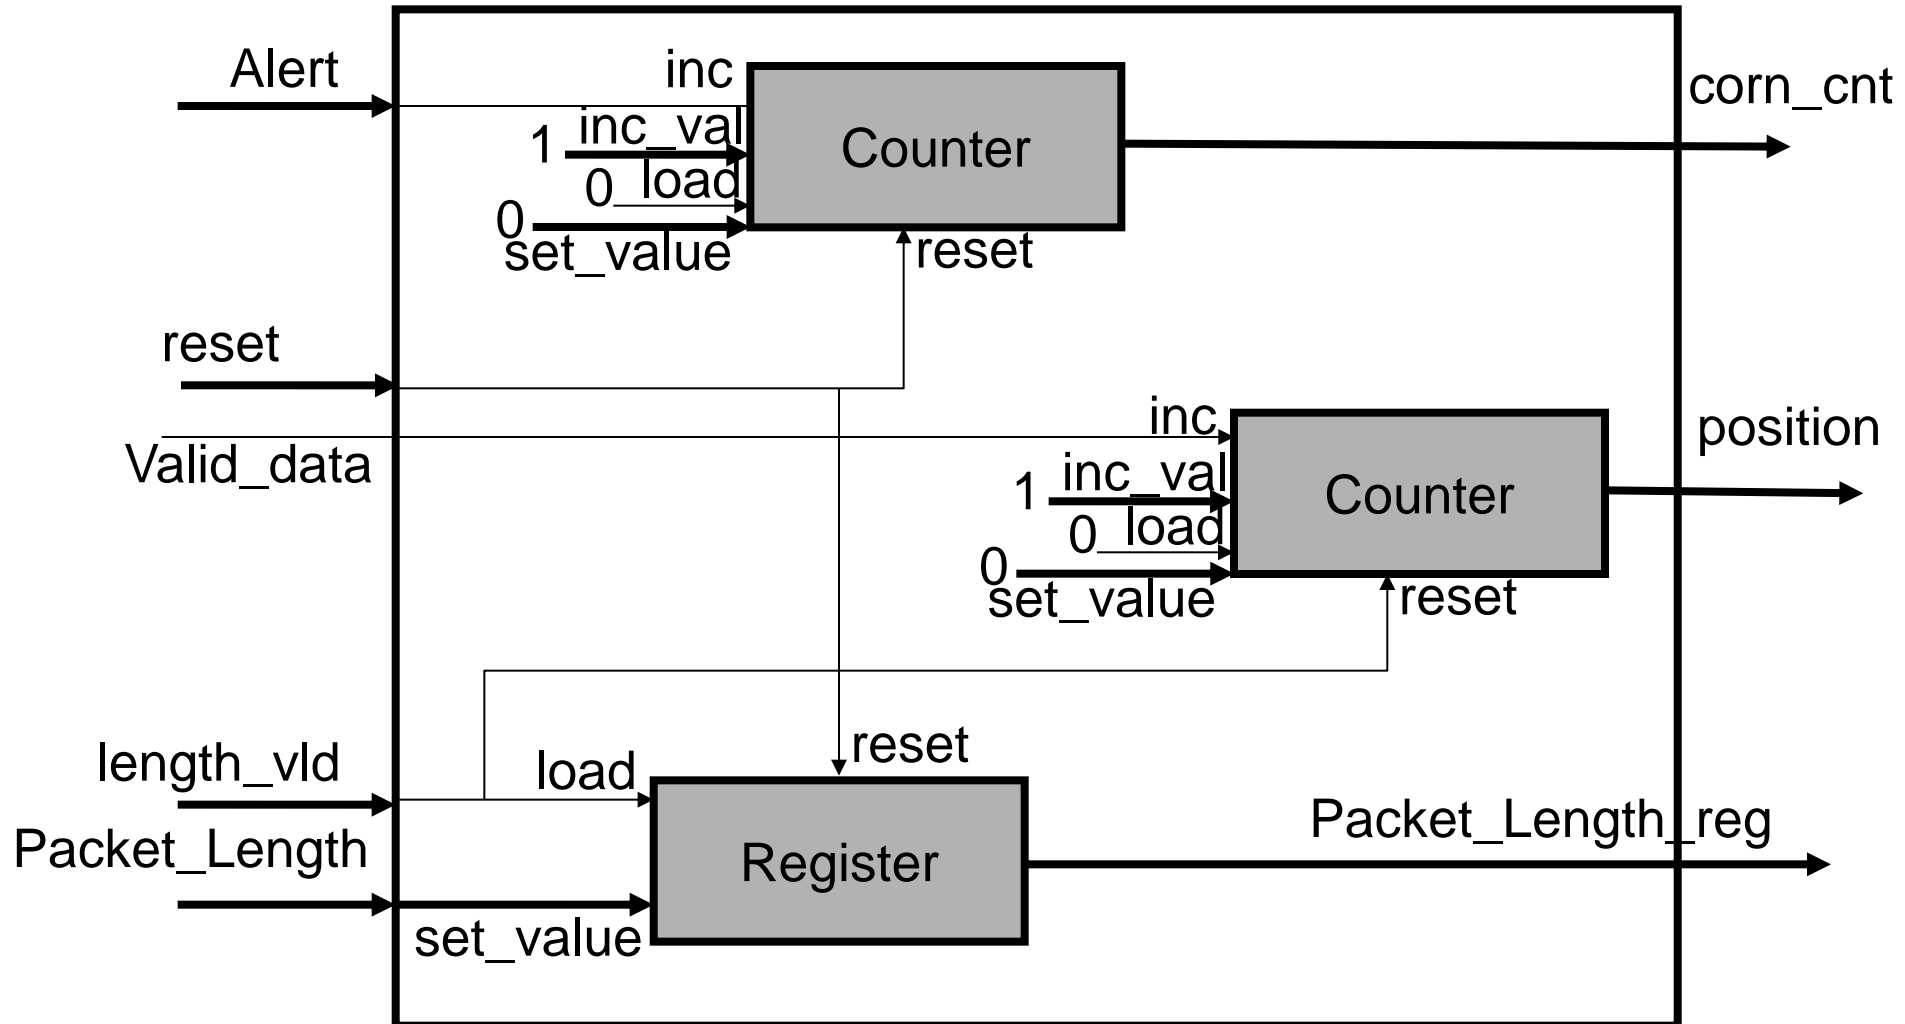 Alert
inc
corn_cnt
1
inc_val
Counter
0
load
0
set_value
reset
reset
inc
position
Valid_data
1
inc_val
Counter
0
load
0
set_value
reset
reset
length_vld
load
Packet_Length_reg
Packet_Length
Register
set_value